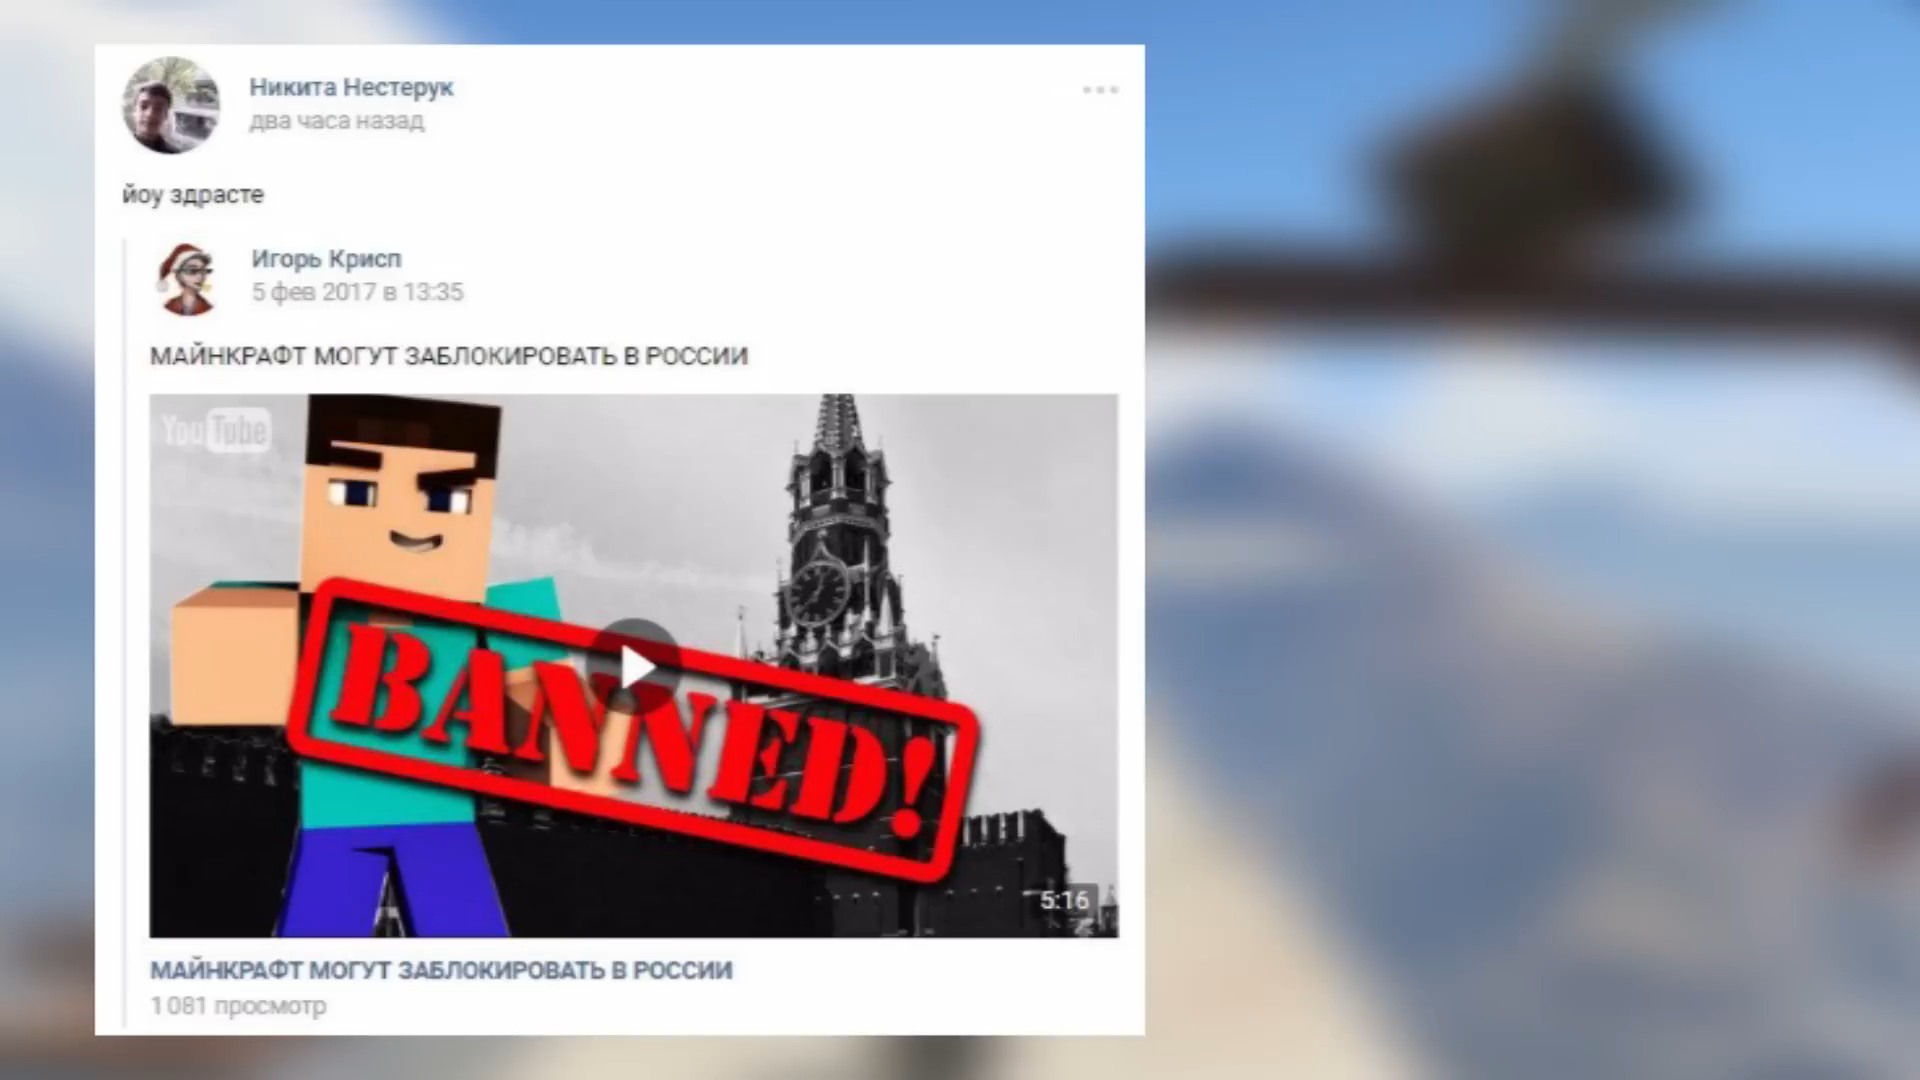 Никита Нестерук
два часа назад
йоу здрасте
Игорь Крисп
5 фев 2017 в 13:35
МАЙНКРАФТ МОГУТ ЗАБЛОКИРОВАТЬ В РОССИИ
YouTube
BANNED!
5:16
МАЙНКРАФТ МОГУТ ЗАБЛОКИРОВАТЬ В РОССИИ
1 081 просмотр